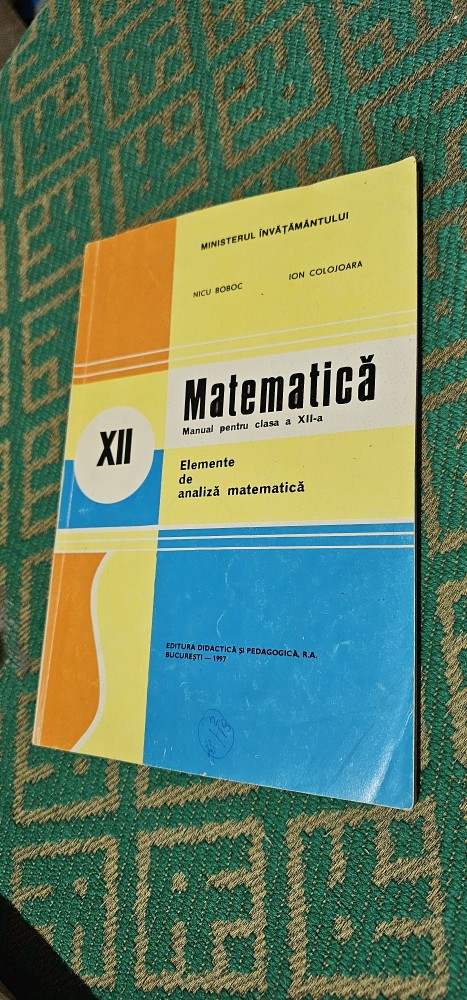 MINISTERUL ÎNVĂȚĂMÂNTULUI
NICU BOBOC ION COLOJOARA
Matematică
Manual pentru clasa a XII-a
XII
Elemente
de
analiză matematică
EDITURA DIDACTICĂ ȘI PEDAGOGICĂ, R.A.
BUCUREȘTI — 1997